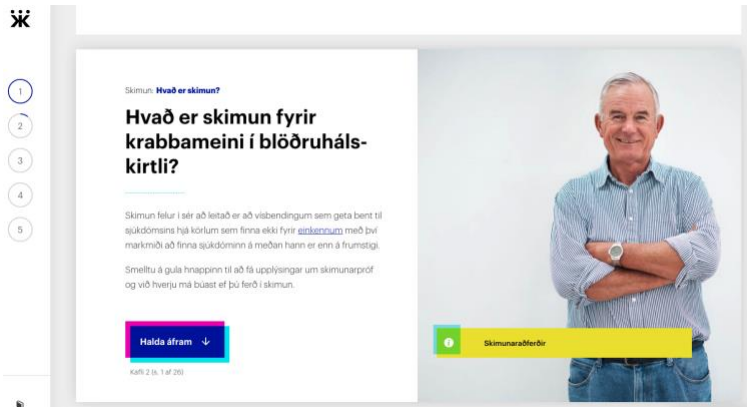 Skimun: Hvað er skimun?
Hvað er skimun fyrir
krabbameini í blöðruháls-
kirtli?
Skimun felur í sér að leitað er að vísbendingum sem geta bent til
sjúkdómsins hjá körlum sem finna ekki fyrir einkennum með því
markmiði að finna sjúkdóminn á meðan hann er enn á frumstigi.
Smelltu á gula hnappinn til að fá upplýsingar um skimunarpróf
og við hverju má búast ef þú ferð í skimun.
Halda áfram ↓
Kafli 2 (s. 1 af 26)
1
2
3
4
5
i
Skimunaraðferðir